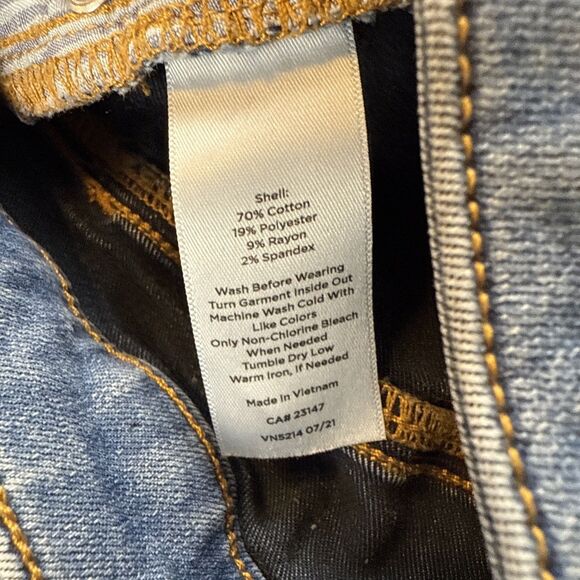 Shell:
70% Cotton
19% Polyester
9% Rayon
2% Spandex
Wash Before Wearing
Turn Garment Inside Out
Machine Wash Cold With
Like Colors
Only Non-Chlorine Bleach
When Needed
Tumble Dry Low
Warm Iron, If Needed
Made in Vietnam
CA# 23147
VNS214 07/21